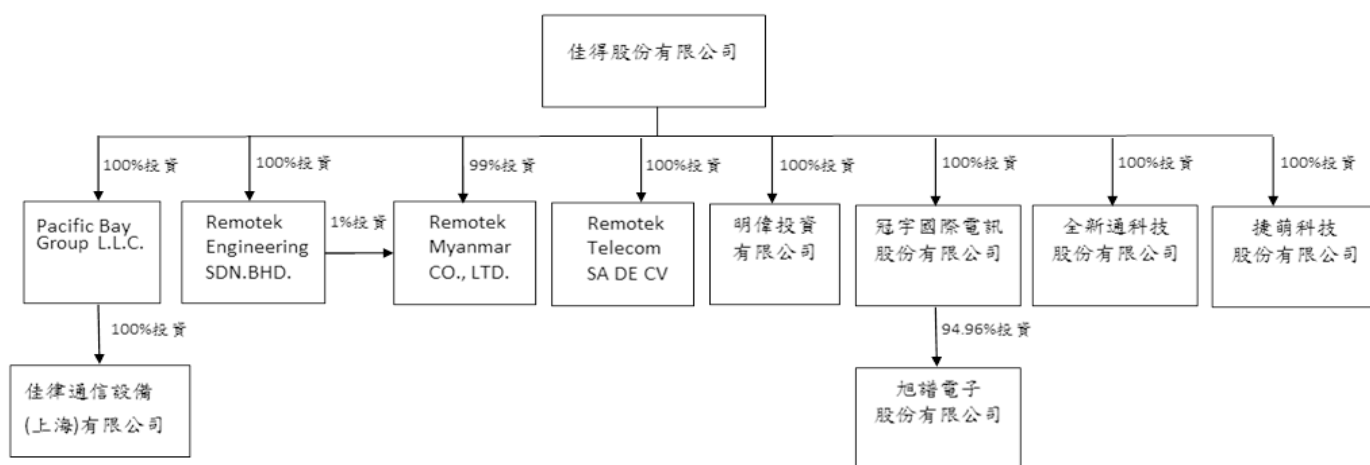 佳得股份有限公司
100%投資
100%投資
99%投資
100%投資
100%投資
100%投資
100%投資
100%投資
Pacific Bay
Group L.L.C.
Remotek
Engineering
SDN.BHD.
1%投資
Remotek
Myanmar
CO., LTD.
Remotek
Telecom
SA DE CV
明偉投資
有限公司
冠宇國際電訊
股份有限公司
全新通科技
股份有限公司
捷萌科技
股份有限公司
100%投資
94.96%投資
佳律通信設備
(上海)有限公司
旭譜電子
股份有限公司